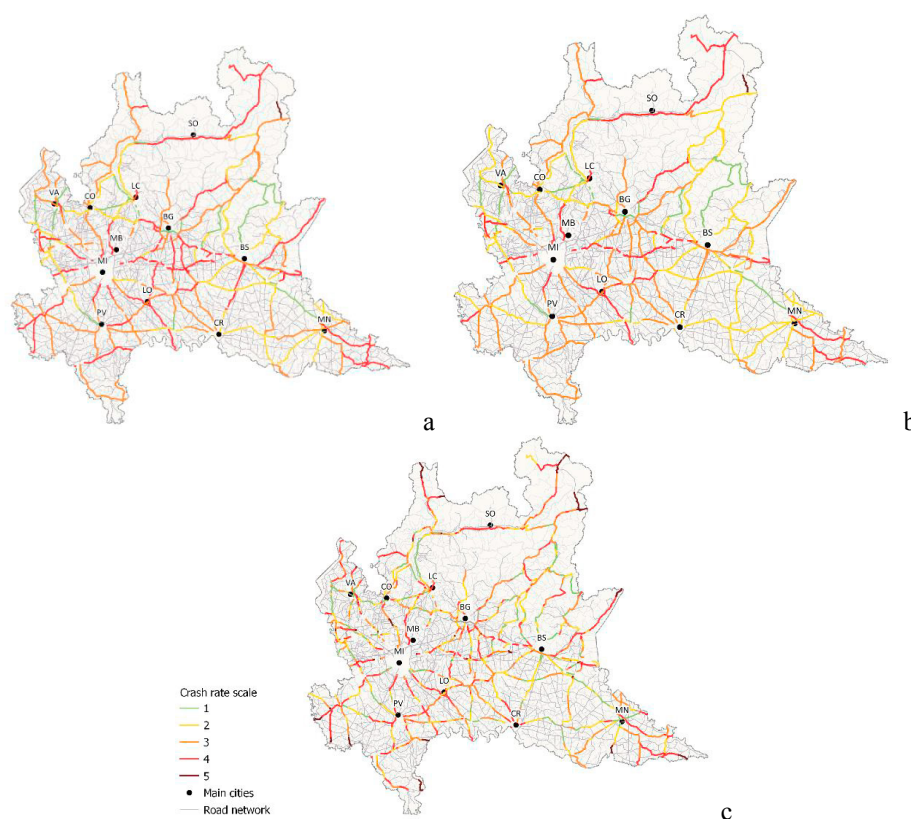 SO
VA
CO
LC
BG
MB
MI
BS
LO
PV
CR
MN
a
SO
VA
CO
LC
BG
MB
MI
BS
LO
PV
CR
MN
b
SO
VA
CO
LC
BG
MB
MI
BS
LO
PV
CR
MN
Crash rate scale
1
2
3
4
5
Main cities
Road network
c